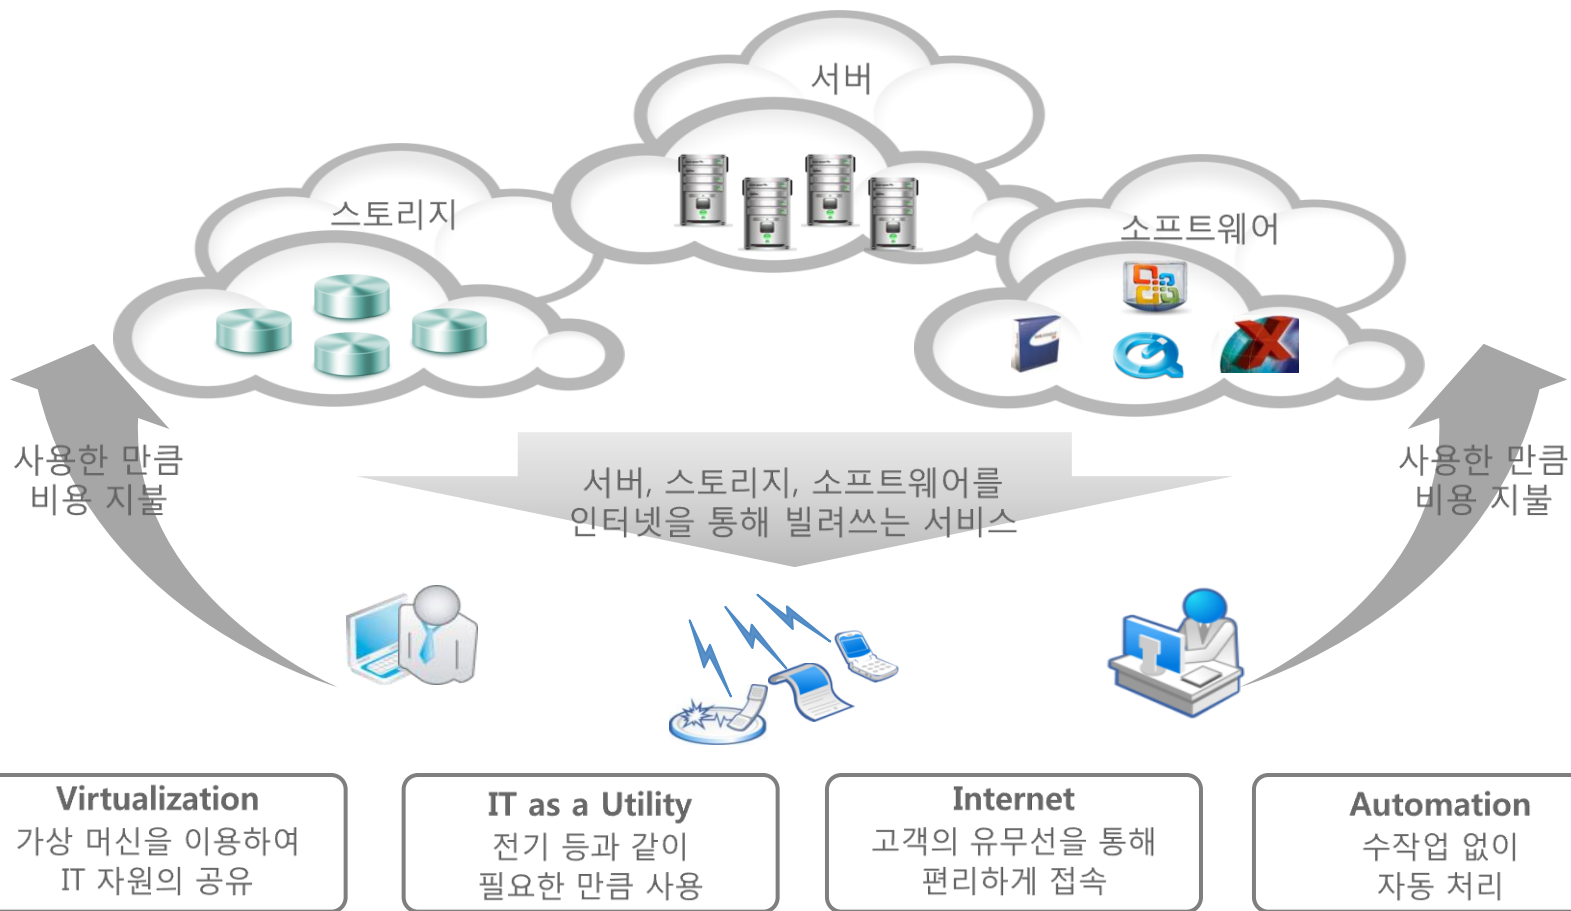 서버
스토리지
소프트웨어
사용한 만큼
비용 지불
서버, 스토리지, 소프트웨어를
인터넷을 통해 빌려쓰는 서비스
사용한 만큼
비용 지불
Virtualization
가상 머신을 이용하여
IT 자원의 공유
IT as a Utility
전기 등과 같이
필요한 만큼 사용
Internet
고객의 유무선을 통해
편리하게 접속
Automation
수작업 없이
자동 처리